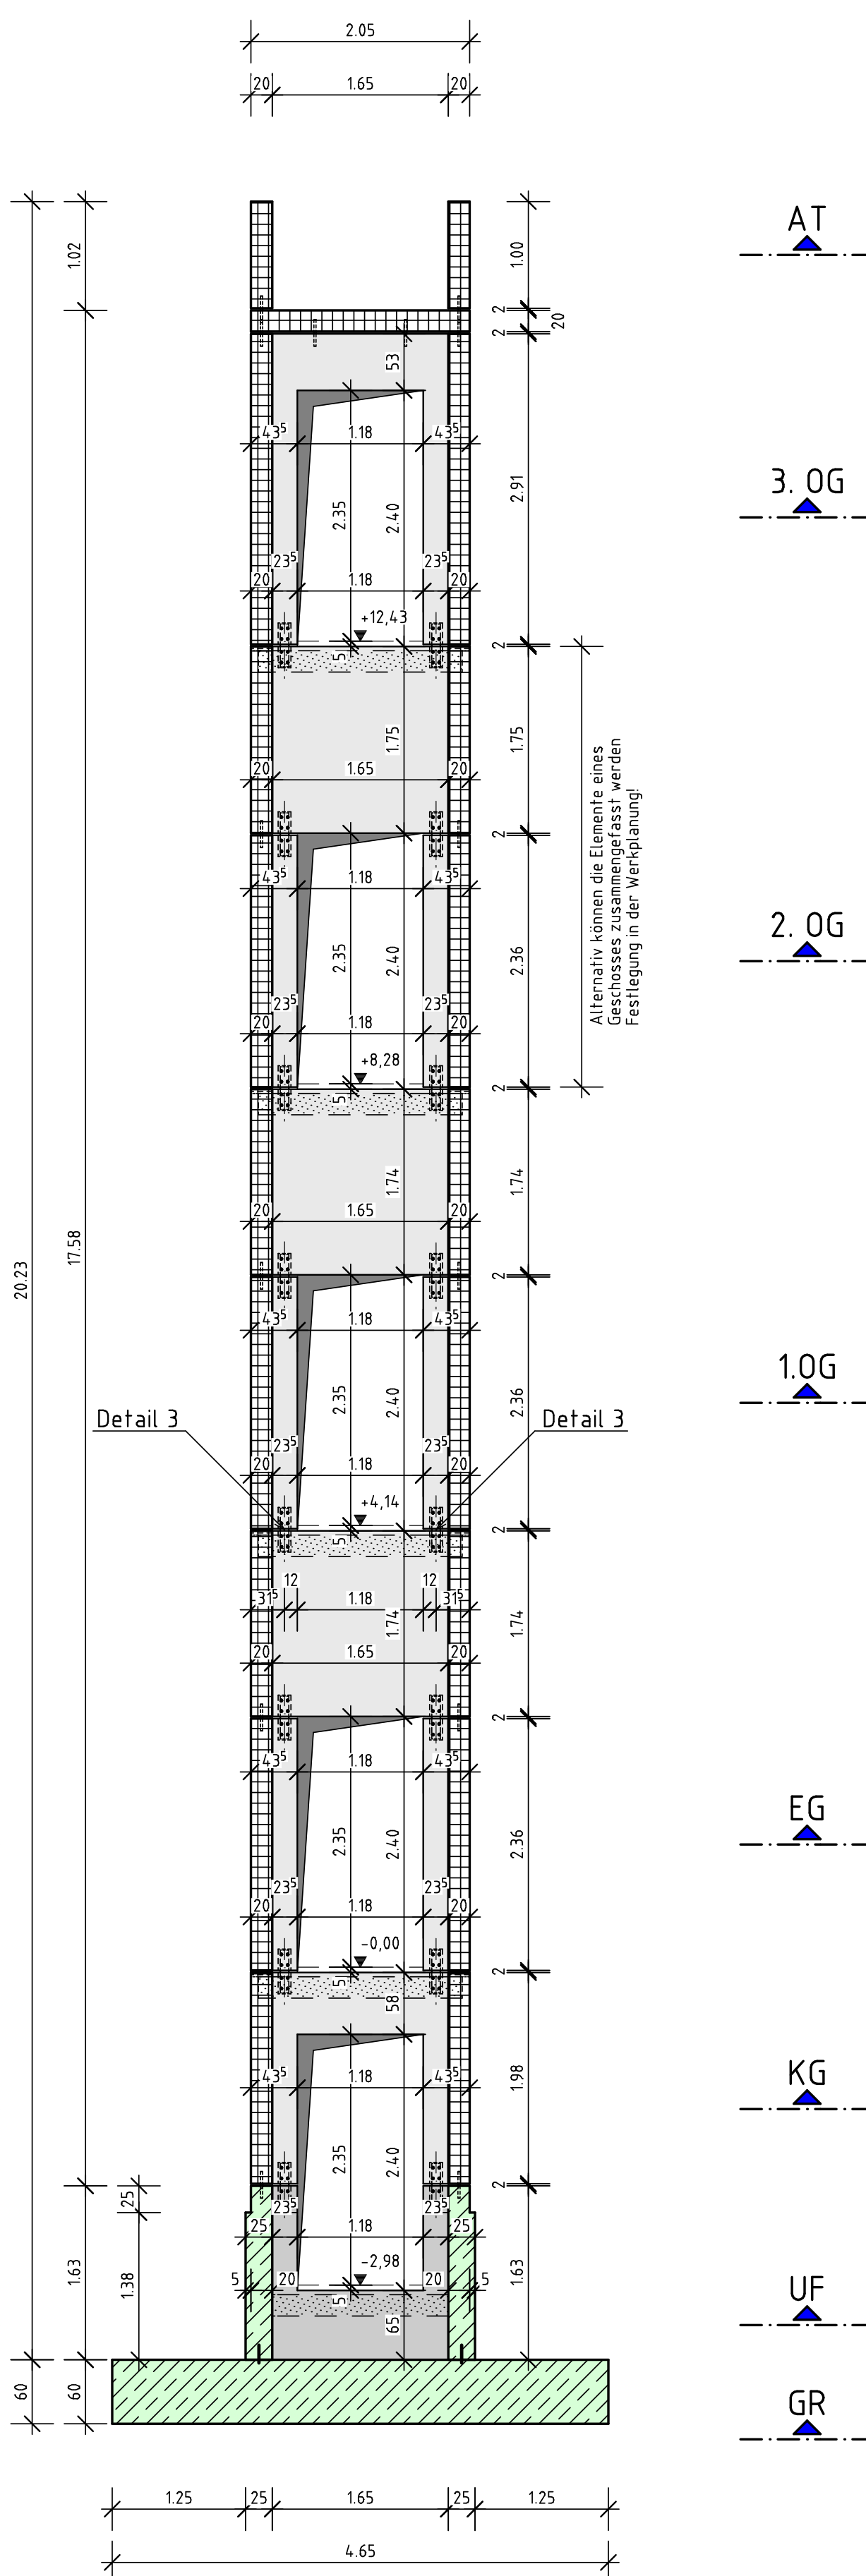 2.05
20 1.65 20
AT
1.02
1.00
2
20
2
53
43⁵ 1.18 43⁵
3. OG
2.91
2.35
2.40
23⁵ 23⁵
20 1.18 20
+12,43
2
5
1.75
1.75
20 1.65 20
Alternativ können die Elemente eines
Geschosses zusammengefasst werden
Festlegung in der Werkplanung!
2
43⁵ 1.18 43⁵
2. OG
2.35
2.40
2.36
23⁵ 23⁵
20 1.18 20
+8,28
2
5
1.74
1.74
20 1.65 20
17.58
20.23
2
43⁵ 1.18 43⁵
1.OG
2.35
2.40
2.36
Detail 3
Detail 3
23⁵ 23⁵
20 1.18 20
+4,14
2
5
12 12
31⁵ 1.18 31⁵
1.74
1.74
20 1.65 20
2
43⁵ 1.18 43⁵
EG
2.35
2.40
2.36
23⁵ 23⁵
20 1.18 20
-0,00
2
5
58
43⁵ 1.18 43⁵
KG
1.98
2.35
2.40
2
25
23⁵ 23⁵
25 1.18 25
1.63
1.38
-2,98
1.63
5 20 20 5
5
65
UF
60
60
GR
1.25 25 1.65 25 1.25
4.65